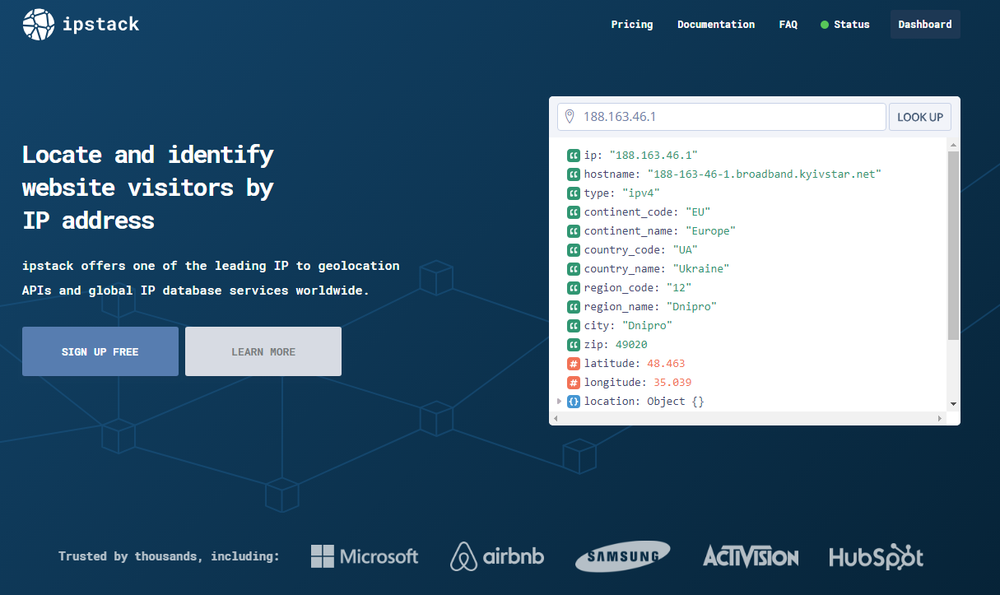 ipstack
Pricing Documentation FAQ Status Dashboard
Locate and identify
website visitors by
IP address
ipstack offers one of the leading IP to geolocation
APIs and global IP database services worldwide.
SIGN UP FREE LEARN MORE
188.163.46.1 LOOK UP
ip: "188.163.46.1"
hostname: "188-163-46-1.broadband.kyivstar.net"
type: "ipv4"
continent_code: "EU"
continent_name: "Europe"
country_code: "UA"
country_name: "Ukraine"
region_code: "12"
region_name: "Dnipro"
city: "Dnipro"
zip: 49020
# latitude: 48.463
# longitude: 35.039
{} location: Object {}
Trusted by thousands, including: Microsoft airbnb SAMSUNG ACTIVISION HubSpot